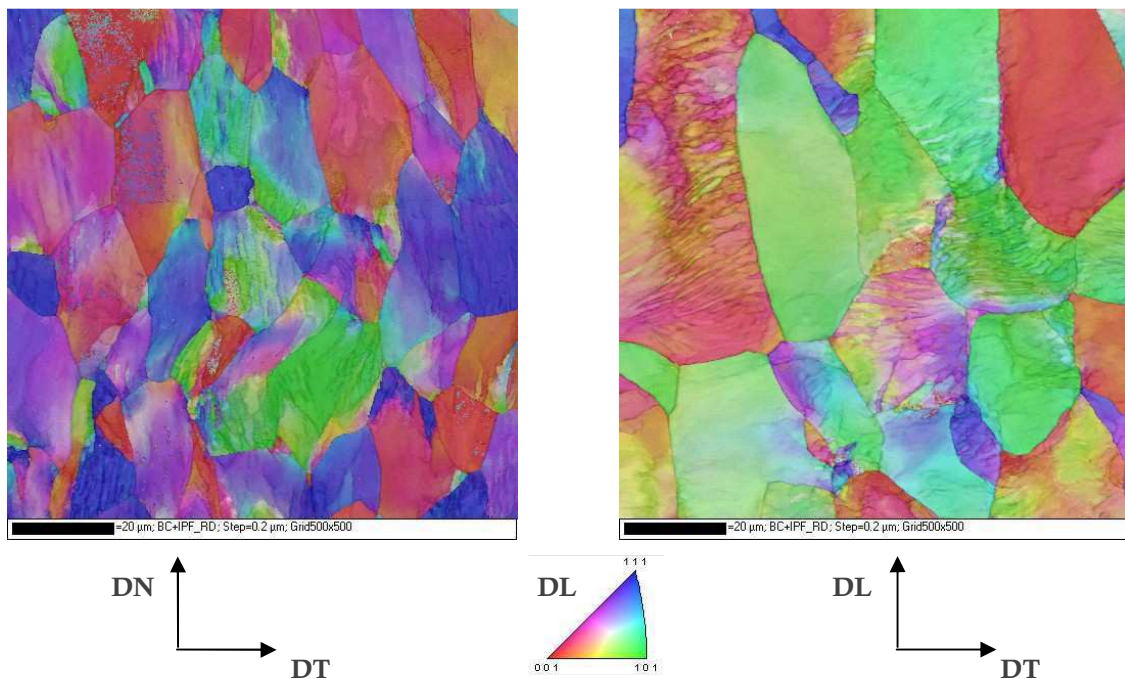 =20 µm; BC+IPF_RD; Step=0.2 µm; Grid500x500
=20 µm; BC+IPF_RD; Step=0.2 µm; Grid500x500
DN
DT
DL
111
001
101
DL
DT